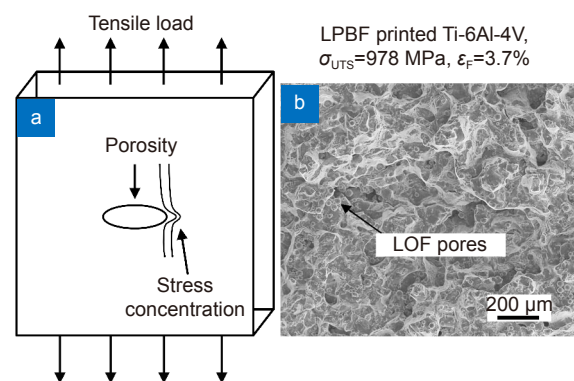 Tensile load
a
Porosity
Stress
concentration
LPBF printed Ti-6Al-4V,
σUTS=978 MPa, εF=3.7%
b
LOF pores
200 μm